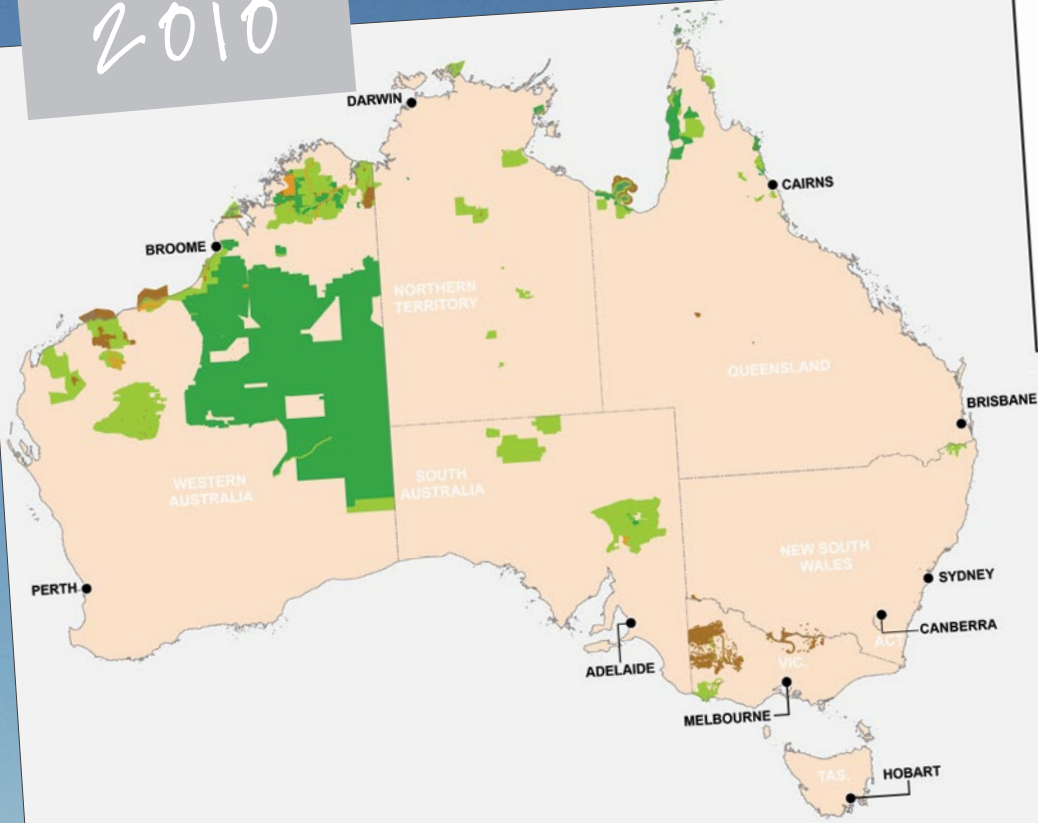 2010
DARWIN
CAIRNS
BROOME
NORTHERN
TERRITORY
QUEENSLAND
BRISBANE
WESTERN
AUSTRALIA
SOUTH
AUSTRALIA
NEW SOUTH
WALES
SYDNEY
PERTH
CANBERRA
ACT
ADELAIDE
VIC.
MELBOURNE
TAS.
HOBART